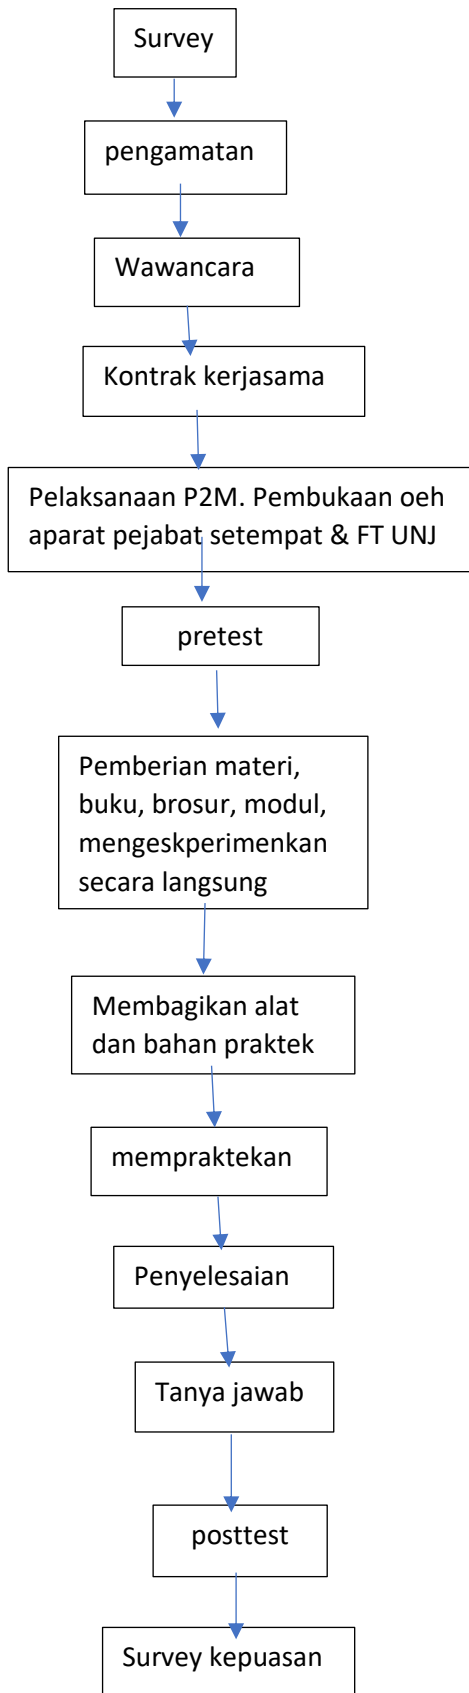 Survey
pengamatan
Wawancara
Kontrak kerjasama
Pelaksanaan P2M. Pembukaan oeh
aparat pejabat setempat & FT UNJ
pretest
Pemberian materi,
buku, brosur, modul,
mengeskperimenkan
secara langsung
Membagikan alat
dan bahan praktek
mempraktekan
Penyelesaian
Tanya jawab
posttest
Survey kepuasan